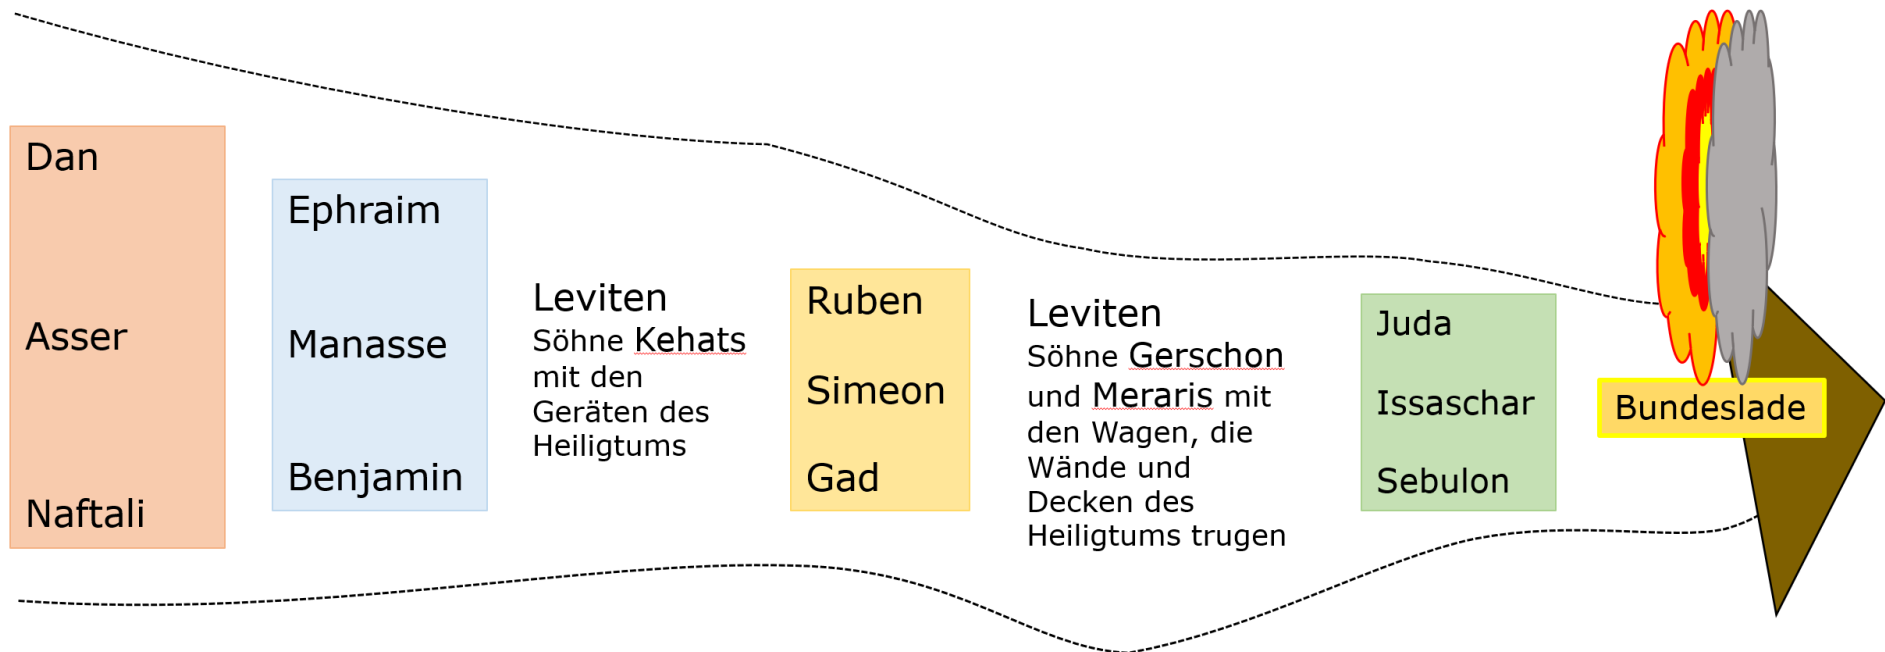 Dan
Asser
Naftali
Ephraim
Manasse
Benjamin
Leviten
Söhne Kehats
mit den
Geräten des
Heiligtums
Ruben
Simeon
Gad
Leviten
Söhne Gerschon
und Meraris mit
den Wagen, die
Wände und
Decken des
Heiligtums trugen
Juda
Issaschar
Sebulon
Bundeslade